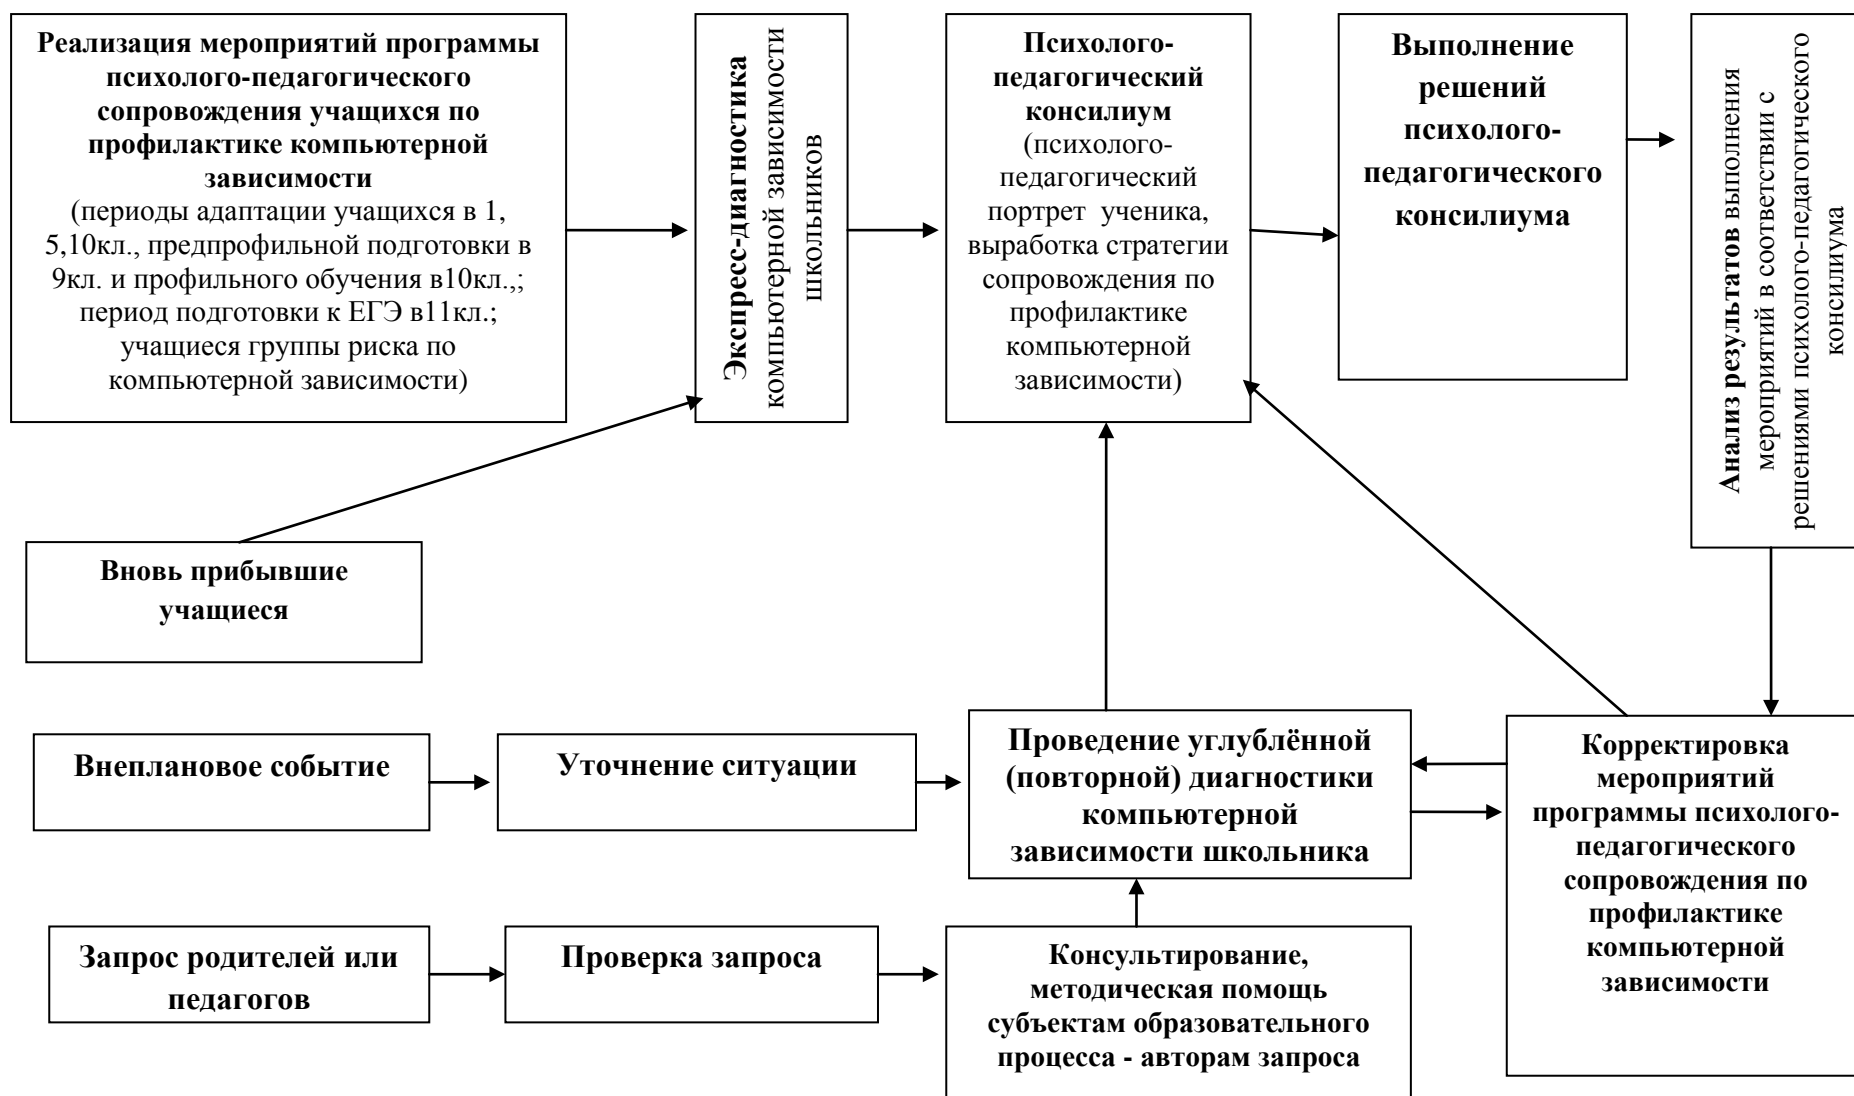 Реализация мероприятий программы
психолого-педагогического
сопровождения учащихся по
профилактике компьютерной
зависимости
(периоды адаптации учащихся в 1,
5,10кл., предпрофильной подготовки в
9кл. и профильного обучения в10кл.,;
период подготовки к ЕГЭ в11кл.;
учащиеся группы риска по
компьютерной зависимости)
Экспресс-диагностика
компьютерной зависимости
школьников
Психолого-
педагогический
консилиум
(психолого-
педагогический
портрет ученика,
выработка стратегии
сопровождения по
профилактике
компьютерной
зависимости)
Выполнение
решений
психолого-
педагогического
консилиума
Анализ результатов выполнения
мероприятий в соответствии с
решениями психолого-педагогического
консилиума
Вновь прибывшие
учащиеся
Внеплановое событие
Уточнение ситуации
Проведение углублённой
(повторной) диагностики
компьютерной
зависимости школьника
Корректировка
мероприятий
программы психолого-
педагогического
сопровождения по
профилактике
компьютерной
зависимости
Запрос родителей или
педагогов
Проверка запроса
Консультирование,
методическая помощь
субъектам образовательного
процесса - авторам запроса